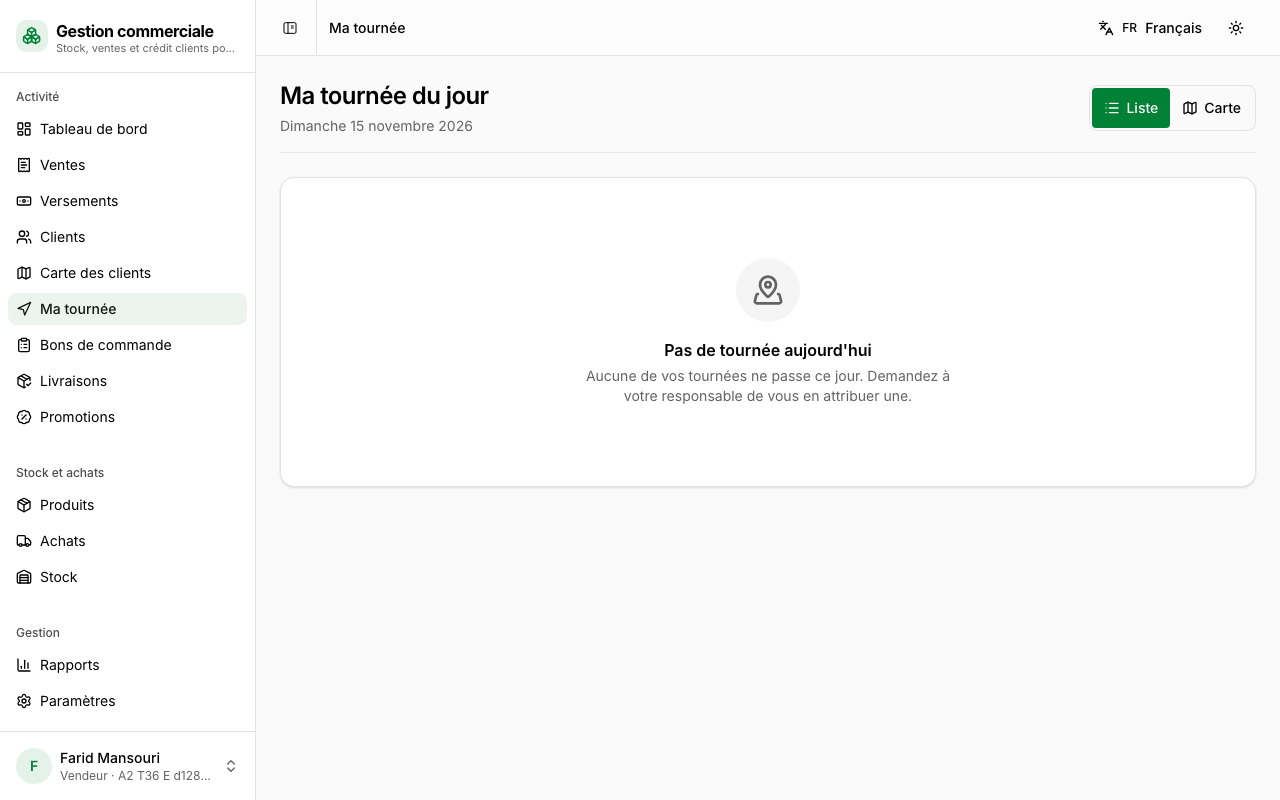 Gestion commerciale
Stock, ventes et crédit clients po...
Ma tournée
FR Français
Activité
Tableau de bord
Ventes
Versements
Clients
Carte des clients
Ma tournée
Bons de commande
Livraisons
Promotions
Stock et achats
Produits
Achats
Stock
Gestion
Rapports
Paramètres
F
Farid Mansouri
Vendeur · A2 T36 E d128...
Ma tournée du jour
Dimanche 15 novembre 2026
Liste
Carte
Pas de tournée aujourd'hui
Aucune de vos tournées ne passe ce jour. Demandez à
votre responsable de vous en attribuer une.